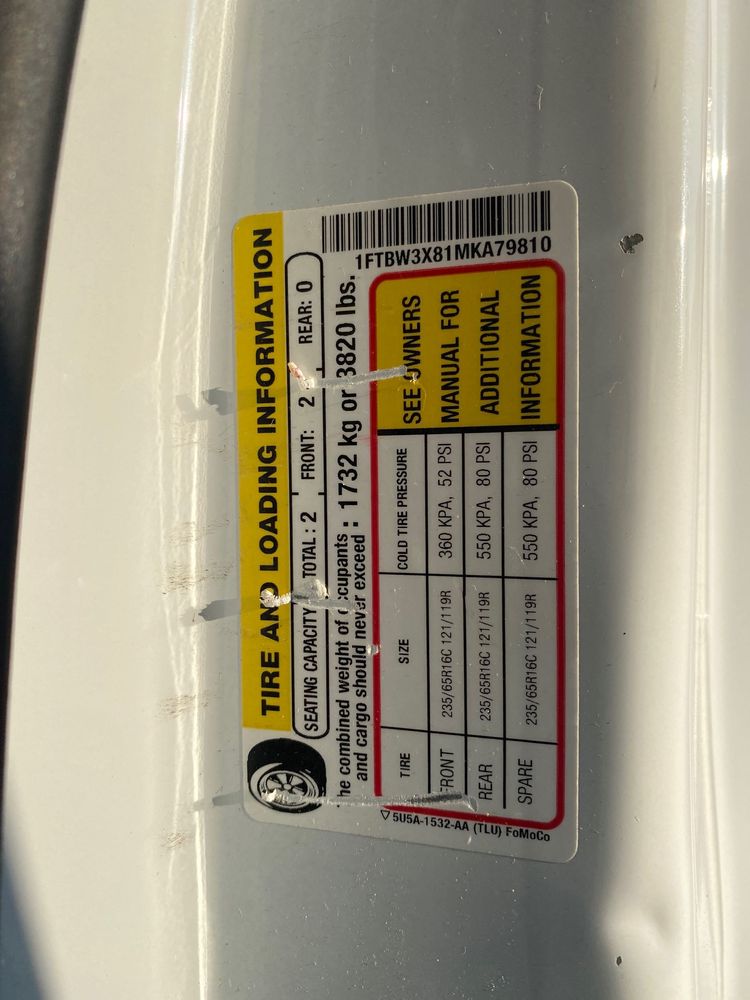 TIRE AND LOADING INFORMATION
SEATING CAPACITY TOTAL : 2 FRONT: 2 REAR: 0
he combined weight of occupants
and cargo should never exceed : 1732 kg or 3820 lbs.
1FTBW3X81MKA79810
TIRE SIZE COLD TIRE PRESSURE
FRONT 235/65R16C 121/119R 360 KPA, 52 PSI
REAR 235/65R16C 121/119R 550 KPA, 80 PSI
SPARE 235/65R16C 121/119R 550 KPA, 80 PSI
SEE OWNERS
MANUAL FOR
ADDITIONAL
INFORMATION
▽ 5U5A-1532-AA (TLU) FoMoCo